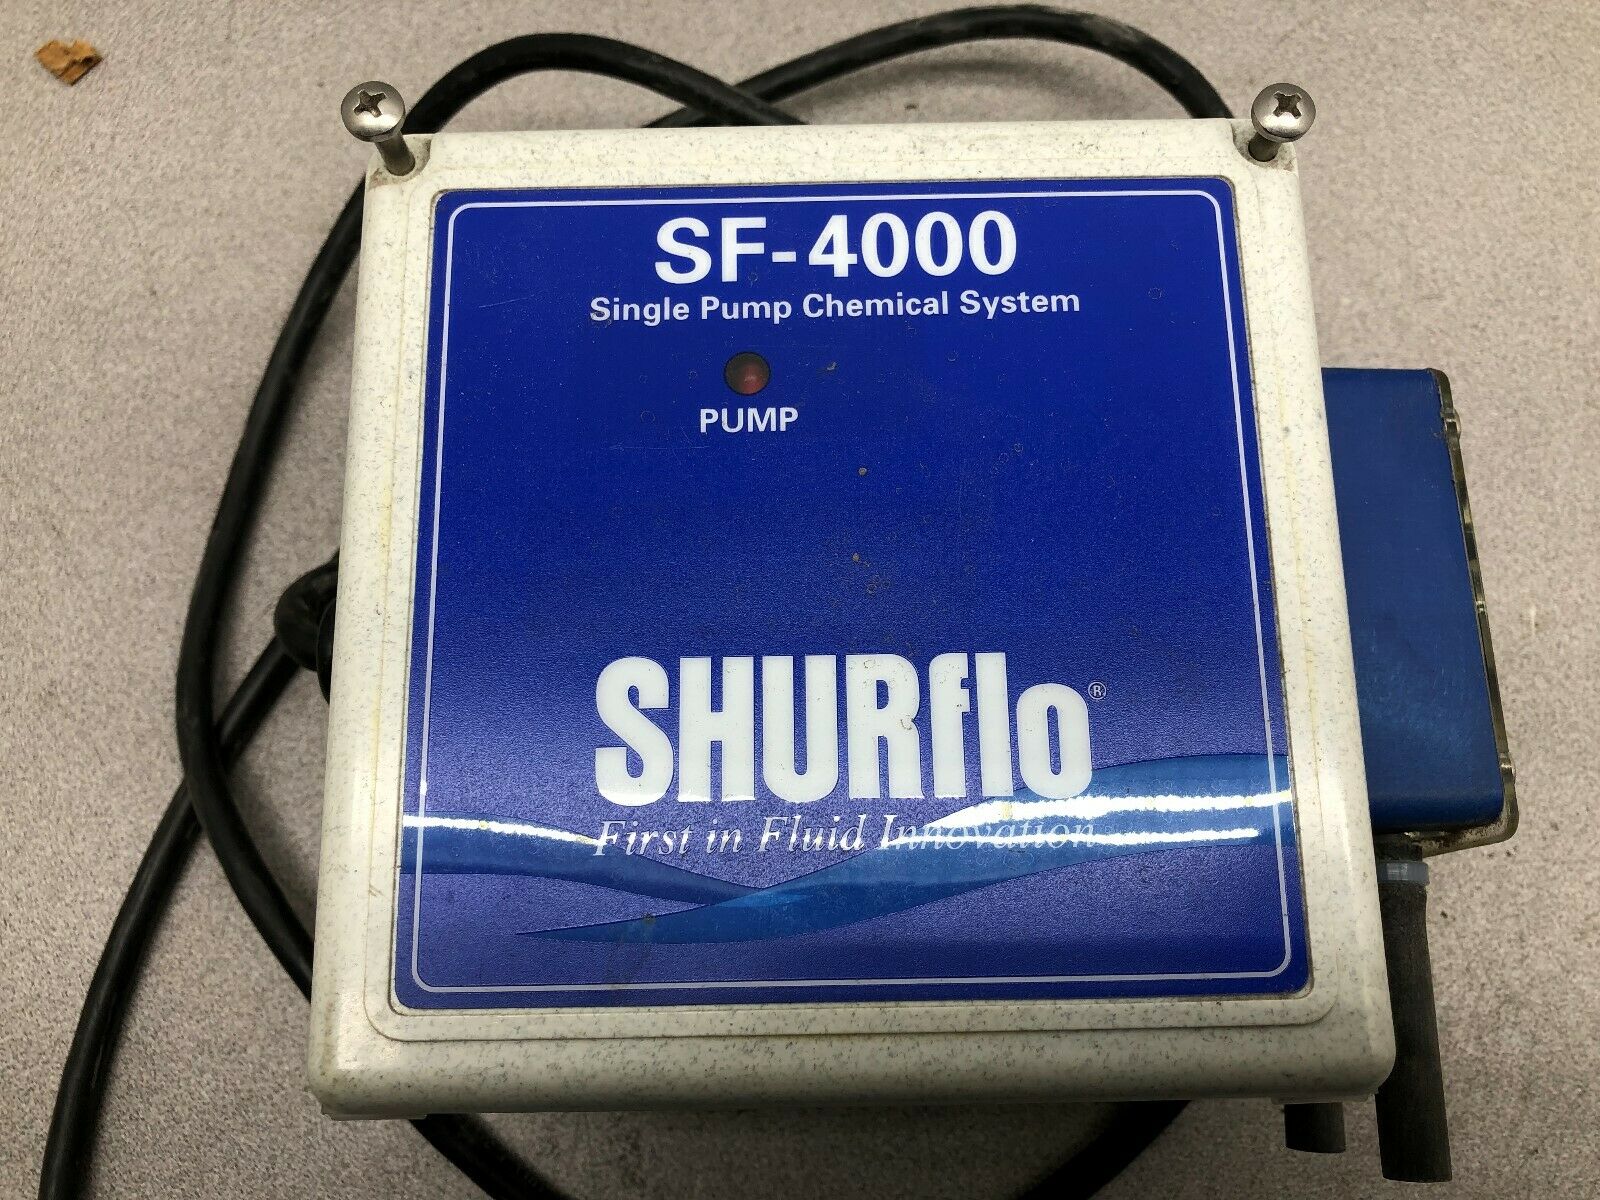 SF-4000
Single Pump Chemical System
PUMP
SHURflo®
First in Fluid Innovation